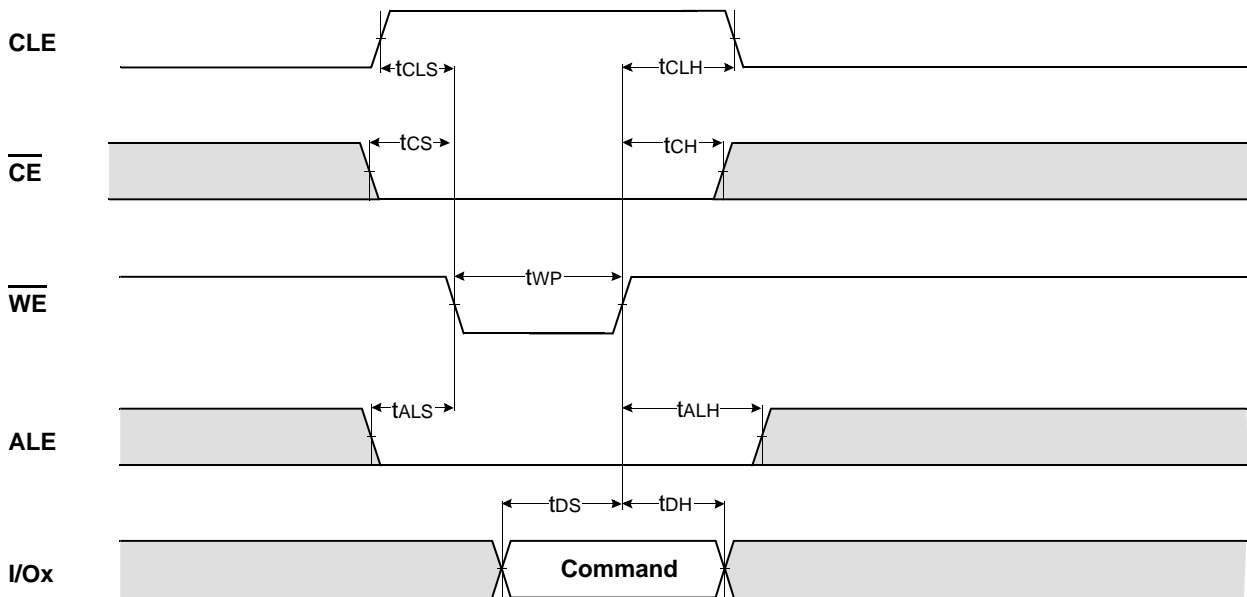 CLE
tCLS
tCLH
CE
tCS
tCH
WE
tWP
ALE
tALS
tALH
I/Ox
tDS
tDH
Command